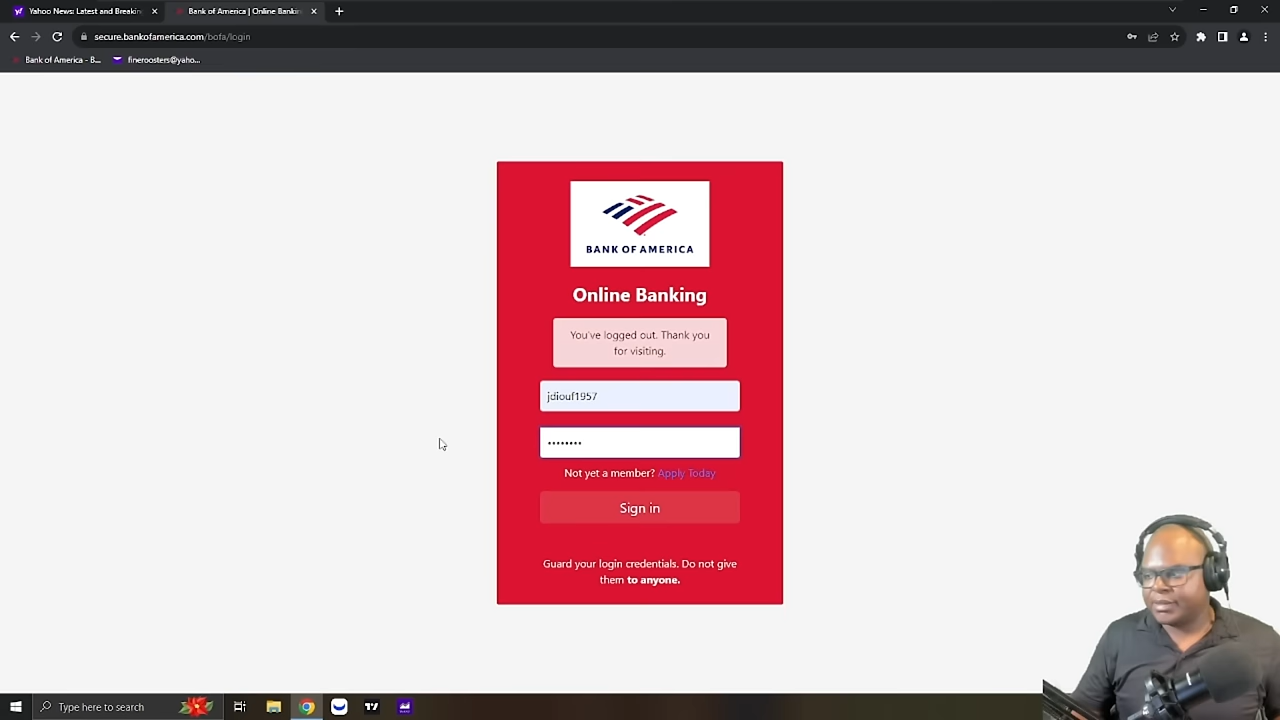 Yahoo News: Latest and Breakin
Bank of America | Online Bankin
secure.bankofamerica.com/bofa/login
Bank of America - B...
fineroosters@yaho...
BANK OF AMERICA
Online Banking
You've logged out. Thank you
for visiting.
jdiouf1957
••••••••
Not yet a member? Apply Today
Sign in
Guard your login credentials. Do not give
them to anyone.
Type here to search